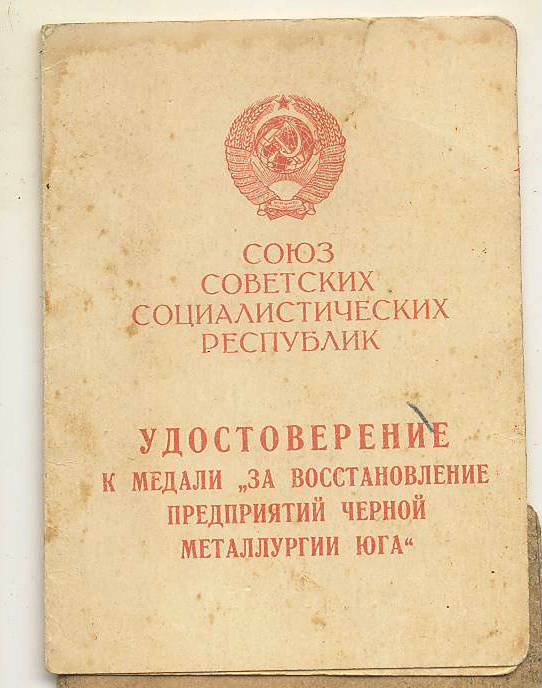 СОЮЗ
СОВЕТСКИХ
СОЦИАЛИСТИЧЕСКИХ
РЕСПУБЛИК
УДОСТОВЕРЕНИЕ
К МЕДАЛИ „ЗА ВОССТАНОВЛЕНИЕ
ПРЕДПРИЯТИЙ ЧЕРНОЙ
МЕТАЛЛУРГИИ ЮГА“